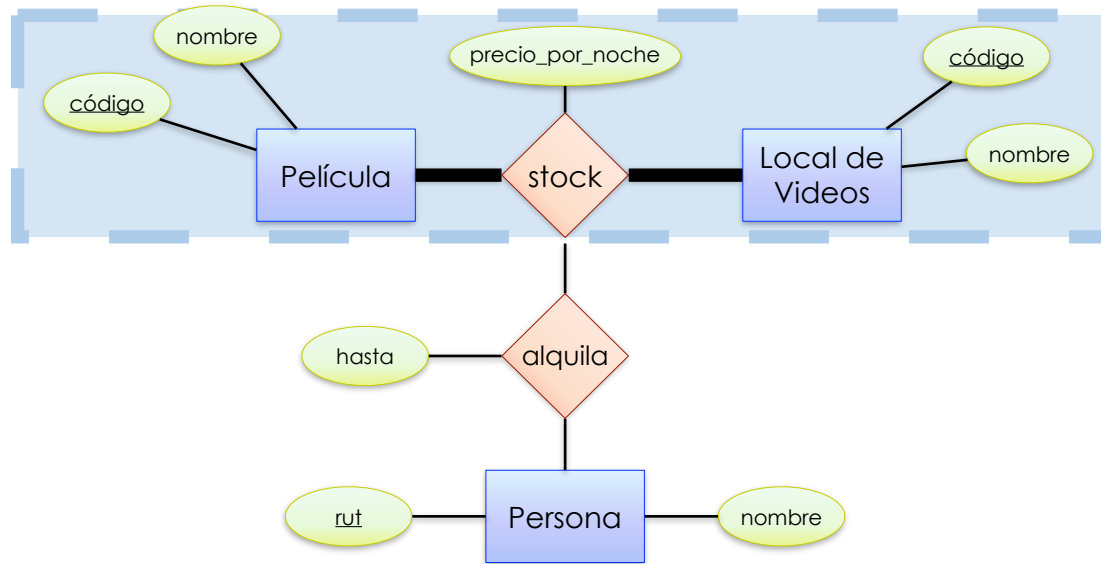 nombre
precio_por_noche
código
código
Película
stock
Local de
Videos
nombre
hasta
alquila
rut
Persona
nombre